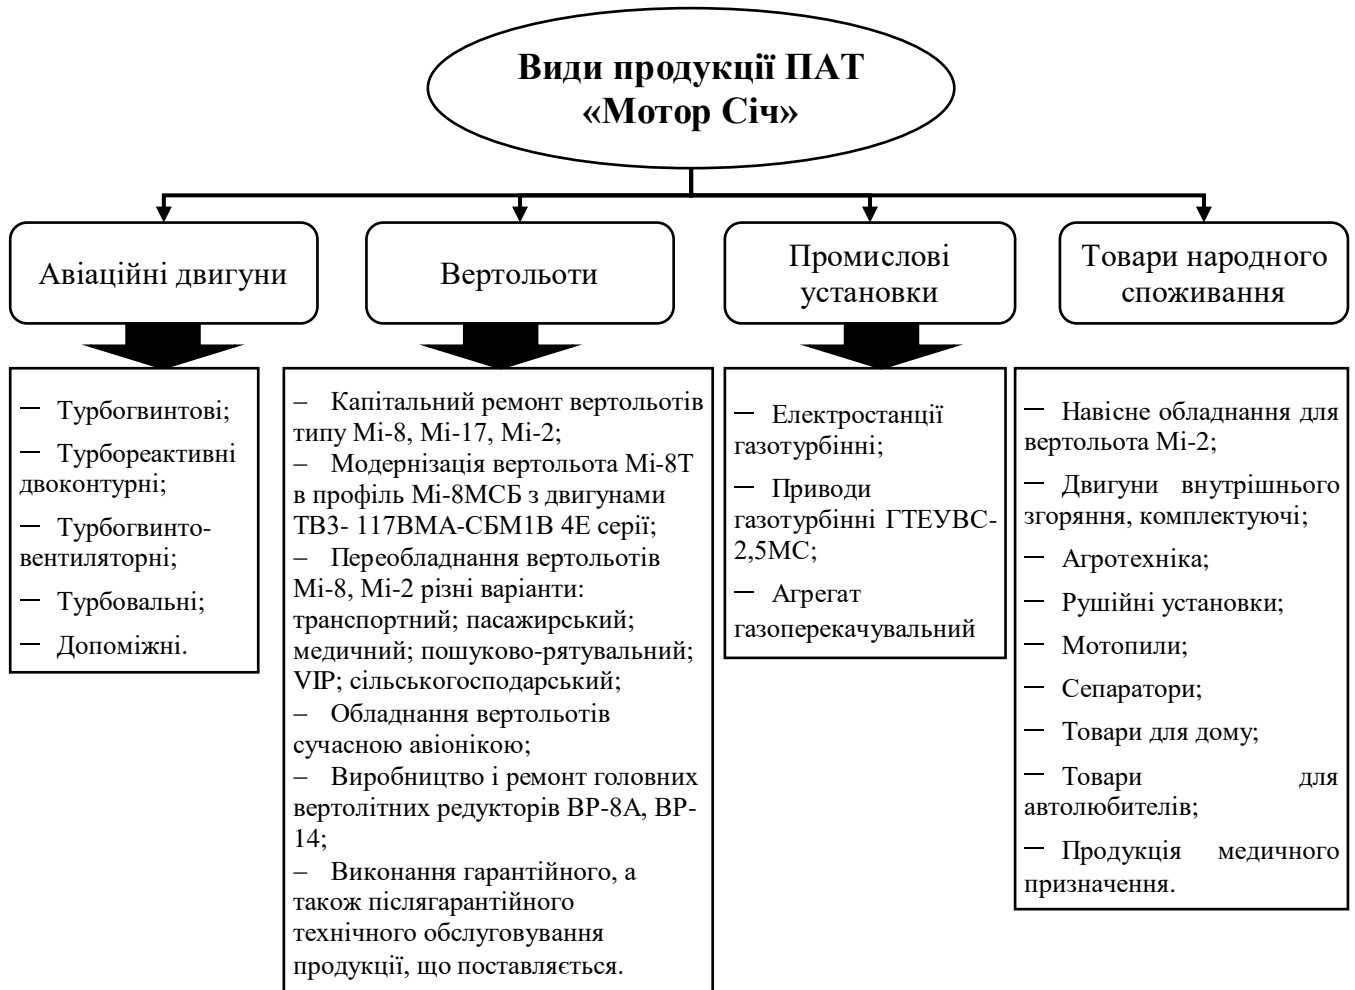 Види продукції ПАТ
«Мотор Січ»
Авіаційні двигуни
Вертольоти
Промислові
установки
Товари народного
споживання
— Турбогвинтові;
— Турбореактивні
двоконтурні;
— Турбогвинто-
вентиляторні;
— Турбовальні;
— Допоміжні.
– Капітальний ремонт вертольотів
типу Мі-8, Мі-17, Мі-2;
– Модернізація вертольота Мі-8Т
в профіль Мі-8МСБ з двигунами
ТВ3- 117ВМА-СБМ1В 4Е серії;
– Переобладнання вертольотів
Мі-8, Мі-2 різні варіанти:
транспортний; пасажирський;
медичний; пошуково-рятувальний;
VIP; сільськогосподарський;
– Обладнання вертольотів
сучасною авіонікою;
– Виробництво і ремонт головних
вертолітних редукторів ВР-8А, ВР-
14;
– Виконання гарантійного, а
також післягарантійного
технічного обслуговування
продукції, що поставляється.
— Електростанції
газотурбінні;
— Приводи
газотурбінні ГТЕУВС-
2,5МС;
— Агрегат
газоперекачувальний
— Навісне обладнання для
вертольота Мі-2;
— Двигуни внутрішнього
згоряння, комплектуючі;
— Агротехніка;
— Рушійні установки;
— Мотопили;
— Сепаратори;
— Товари для дому;
— Товари для
автолюбителів;
— Продукція медичного
призначення.